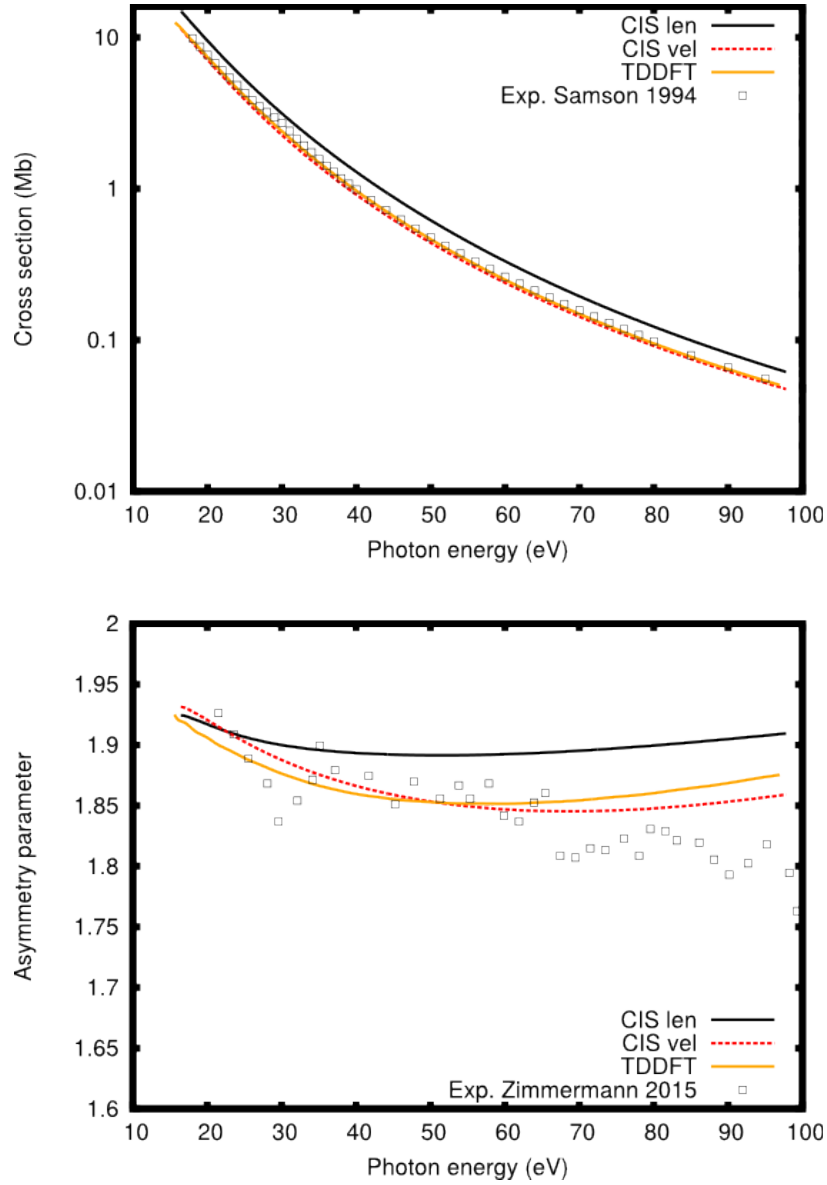 10
1
0.1
0.01
Cross section (Mb)
CIS len
CIS vel
TDDFT
Exp. Samson 1994
10 20 30 40 50 60 70 80 90 100
Photon energy (eV)
2
1.95
1.9
1.85
1.8
1.75
1.7
1.65
1.6
Asymmetry parameter
CIS len
CIS vel
TDDFT
Exp. Zimmermann 2015
10 20 30 40 50 60 70 80 90 100
Photon energy (eV)